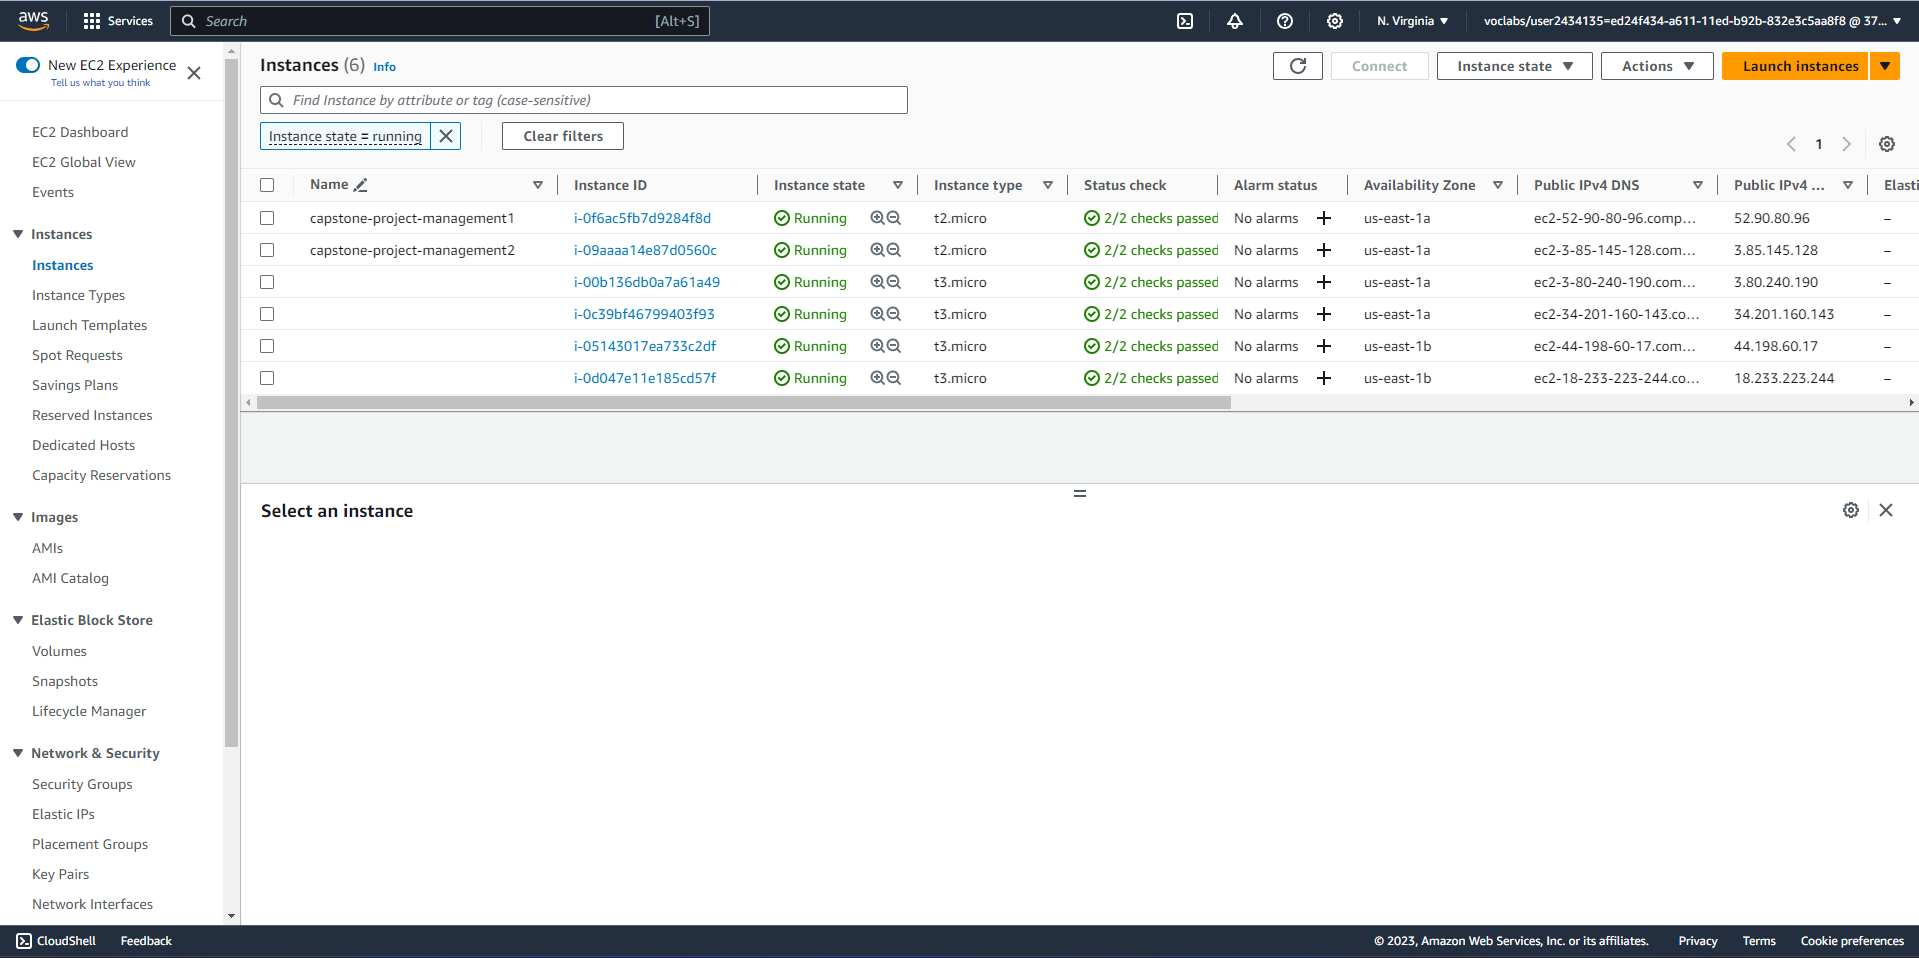 aws Services Search [Alt+S] N. Virginia voclabs/user2434135=ed24f434-a611-11ed-b92b-832e3c5aa8f8 @ 37...
New EC2 Experience
Tell us what you think
EC2 Dashboard
EC2 Global View
Events
Instances
Instances
Instance Types
Launch Templates
Spot Requests
Savings Plans
Reserved Instances
Dedicated Hosts
Capacity Reservations
Images
AMIs
AMI Catalog
Elastic Block Store
Volumes
Snapshots
Lifecycle Manager
Network & Security
Security Groups
Elastic IPs
Placement Groups
Key Pairs
Network Interfaces
Instances (6) Info Connect Instance state Actions Launch instances
Find Instance by attribute or tag (case-sensitive)
Instance state = running Clear filters
1
Name Instance ID Instance state Instance type Status check Alarm status Availability Zone Public IPv4 DNS Public IPv4 ... Elasti
capstone-project-management1 i-0f6ac5fb7d9284f8d Running t2.micro 2/2 checks passed No alarms + us-east-1a ec2-52-90-80-96.comp... 52.90.80.96 –
capstone-project-management2 i-09aaaa14e87d0560c Running t2.micro 2/2 checks passed No alarms + us-east-1a ec2-3-85-145-128.com... 3.85.145.128 –
i-00b136db0a7a61a49 Running t3.micro 2/2 checks passed No alarms + us-east-1a ec2-3-80-240-190.com... 3.80.240.190 –
i-0c39bf46799403f93 Running t3.micro 2/2 checks passed No alarms + us-east-1a ec2-34-201-160-143.co... 34.201.160.143 –
i-05143017ea733c2df Running t3.micro 2/2 checks passed No alarms + us-east-1b ec2-44-198-60-17.com... 44.198.60.17 –
i-0d047e11e185cd57f Running t3.micro 2/2 checks passed No alarms + us-east-1b ec2-18-233-223-244.co... 18.233.223.244 –
Select an instance
CloudShell Feedback © 2023, Amazon Web Services, Inc. or its affiliates. Privacy Terms Cookie preferences